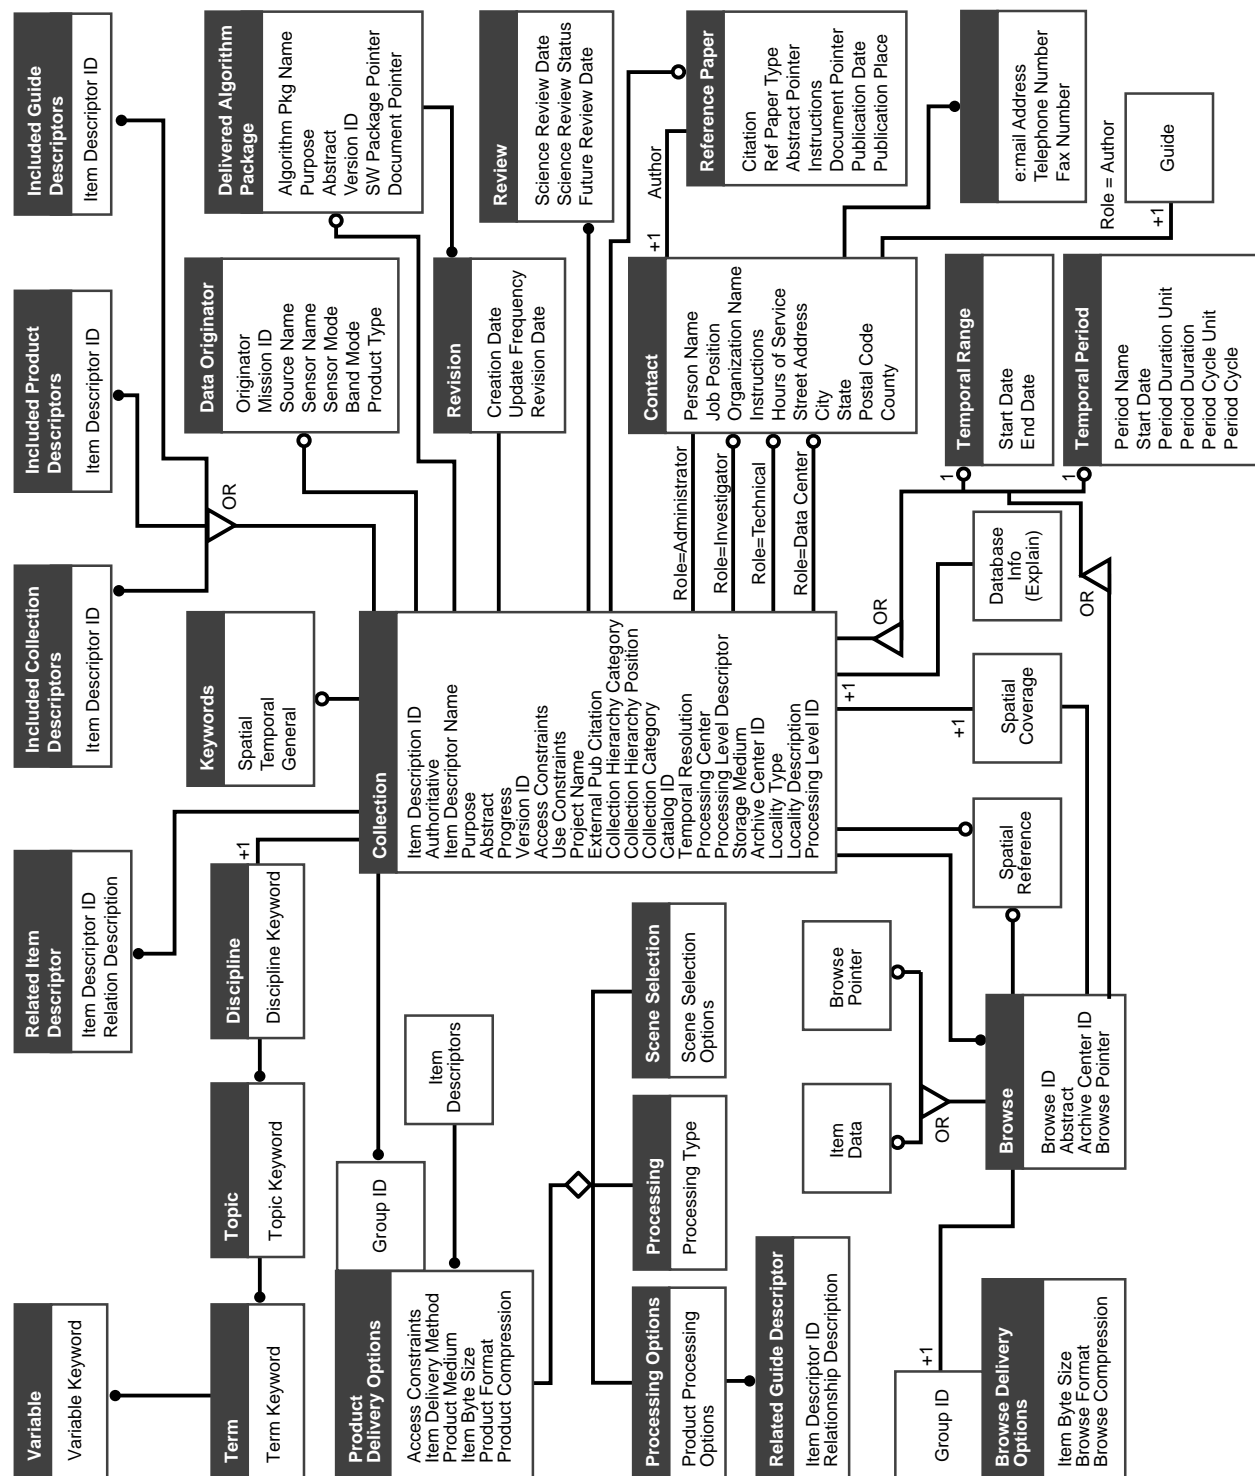 Variable
Variable Keyword
Related Item
Descriptor
Item Descriptor ID
Relation Description
Included Collection
Descriptors
Item Descriptor ID
Included Product
Descriptors
Item Descriptor ID
Included Guide
Descriptors
Item Descriptor ID
OR
Term
Term Keyword
Topic
Topic Keyword
Discipline
Discipline Keyword
+1
Keywords
Spatial
Temporal
General
Data Originator
Originator
Mission ID
Source Name
Sensor Name
Sensor Mode
Band Mode
Product Type
Delivered Algorithm
Package
Algorithm Pkg Name
Purpose
Abstract
Version ID
SW Package Pointer
Document Pointer
Product
Delivery Options
Access Constraints
Item Delivery Method
Product Medium
Item Byte Size
Product Format
Product Compression
Group ID
Item
Descriptors
Collection
Item Description ID
Authoritative
Item Descriptor Name
Purpose
Abstract
Progress
Version ID
Access Constraints
Use Constraints
Project Name
External Pub Citation
Collection Hierarchy Category
Collection Hierarchy Position
Collection Category
Catalog ID
Temporal Resolution
Processing Center
Processing Level Descriptor
Storage Medium
Archive Center ID
Locality Type
Locality Description
Processing Level ID
Revision
Creation Date
Update Frequency
Revision Date
Review
Science Review Date
Science Review Status
Future Review Date
Processing Options
Product Processing
Options
Processing
Processing Type
Scene Selection
Scene Selection
Options
Role=Administrator
Role=Investigator
Role=Technical
Role=Data Center
Contact
Person Name
Job Position
Organization Name
Instructions
Hours of Service
Street Address
City
State
Postal Code
County
+1
Author
Reference Paper
Citation
Ref Paper Type
Abstract Pointer
Instructions
Document Pointer
Publication Date
Publication Place
Related Guide Descriptor
Item Descriptor ID
Relationship Description
Item
Data
Browse
Pointer
OR
OR
+1
+1
Spatial
Reference
Spatial
Coverage
Database
Info
(Explain)
1
Temporal Range
Start Date
End Date
e:mail Address
Telephone Number
Fax Number
Group ID
+1
Browse
Browse ID
Abstract
Archive Center ID
Browse Pointer
OR
1
Temporal Period
Period Name
Start Date
Period Duration Unit
Period Duration
Period Cycle Unit
Period Cycle
Role = Author
+1
Guide
Browse Delivery
Options
Item Byte Size
Browse Format
Browse Compression